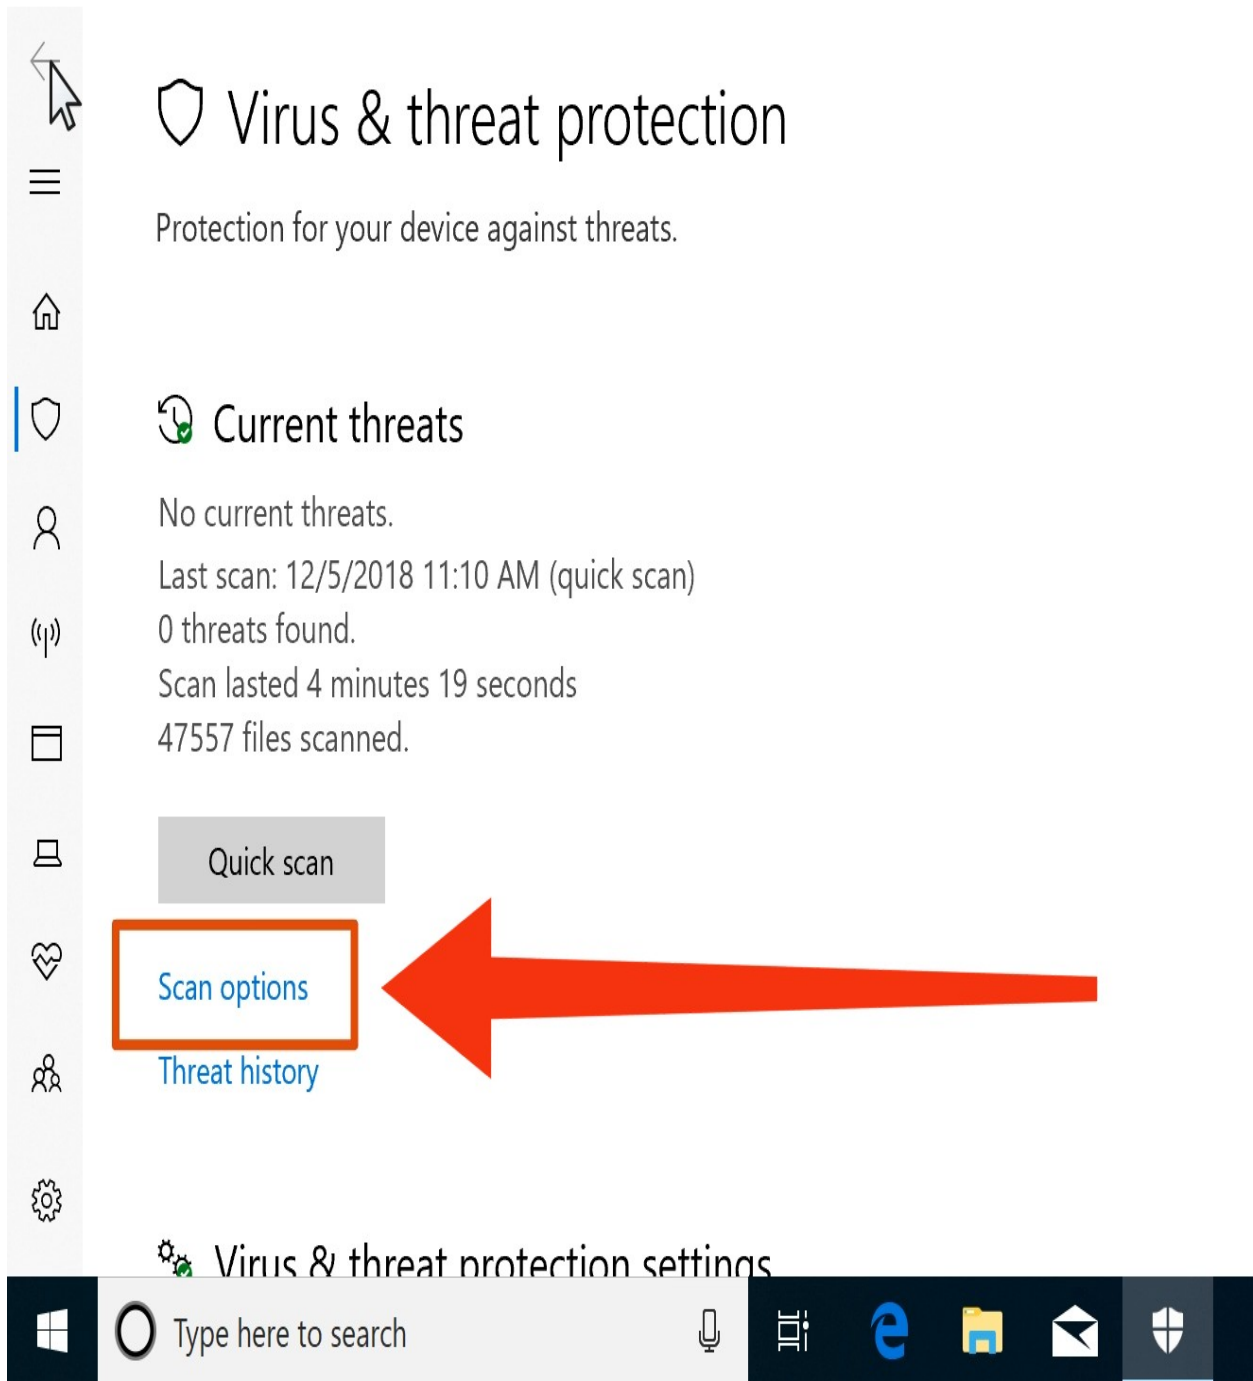 Virus & threat protection
Protection for your device against threats.
Current threats
No current threats.
Last scan: 12/5/2018 11:10 AM (quick scan)
0 threats found.
Scan lasted 4 minutes 19 seconds
47557 files scanned.
Quick scan
Scan options
Threat history
Virus & threat protection settings
Type here to search